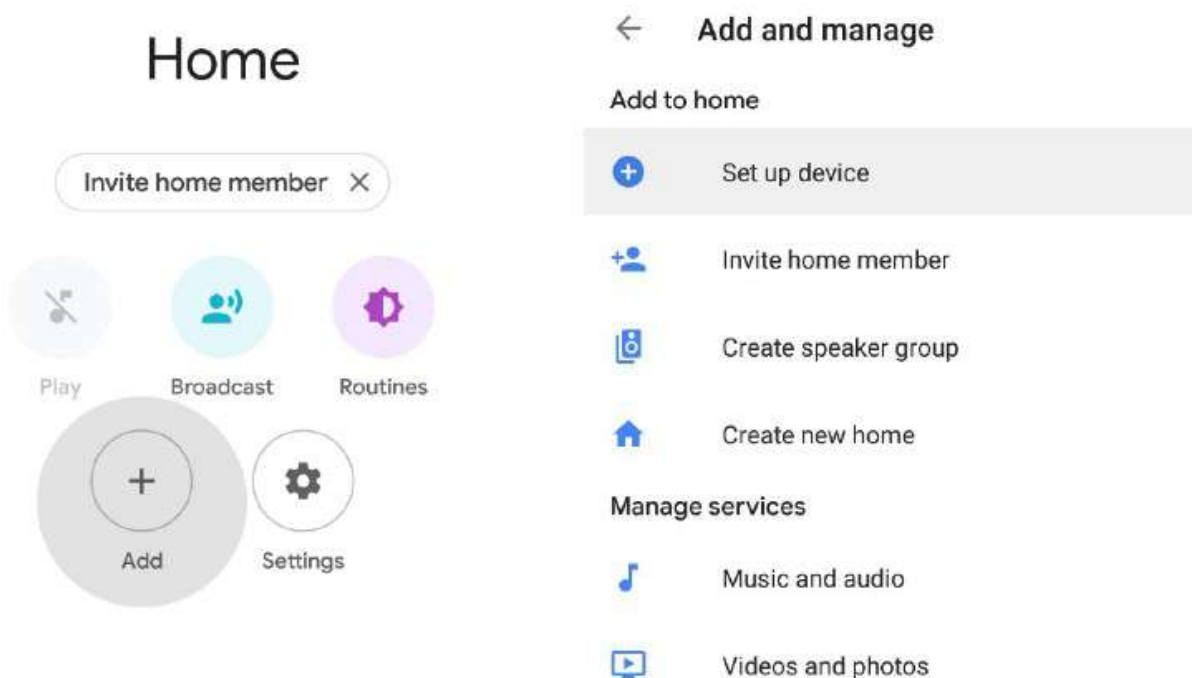 Home
Invite home member
Play
Broadcast
Routines
Add
Settings
Add and manage
Add to home
Set up device
Invite home member
Create speaker group
Create new home
Manage services
Music and audio
Videos and photos